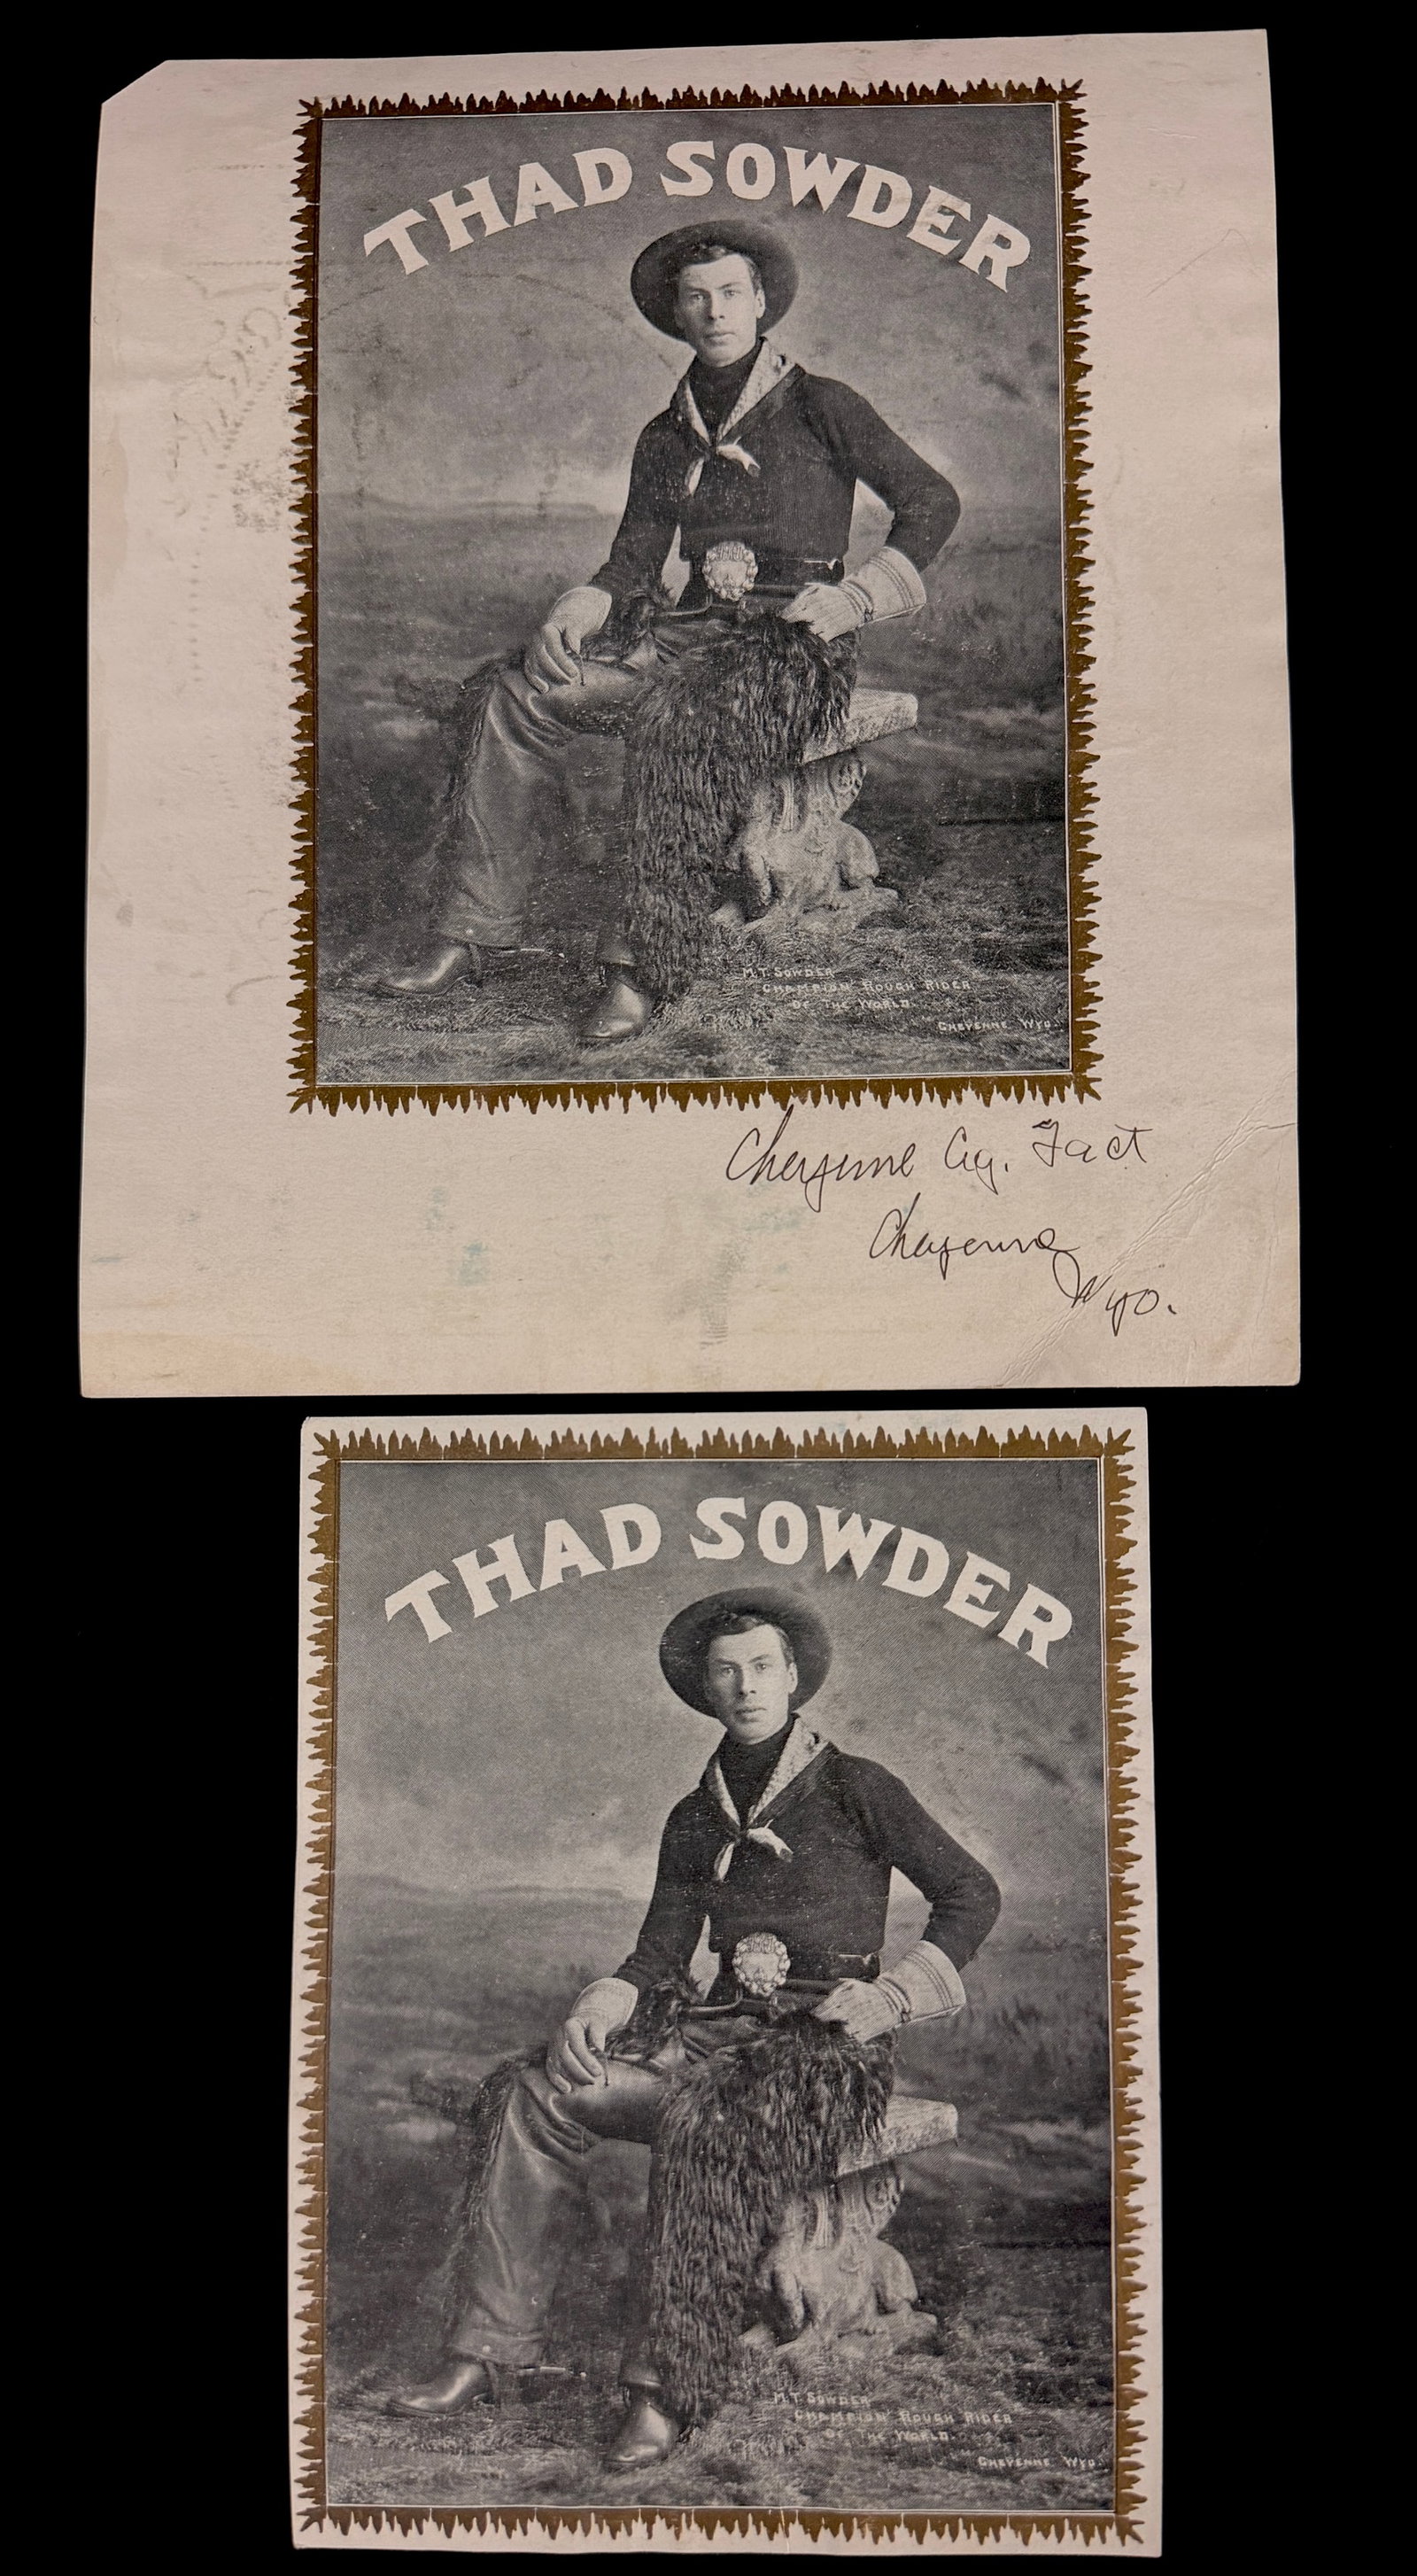 THAD SOWDER
M.T. SOWDER
CHAMPION ROUGH RIDER
OF THE WORLD.
CHEYENNE WYO.
Cheyenne Cig. Fact
Cheyenne
Wyo.
THAD SOWDER
M.T. SOWDER
CHAMPION ROUGH RIDER
OF THE WORLD.
CHEYENNE WYO.